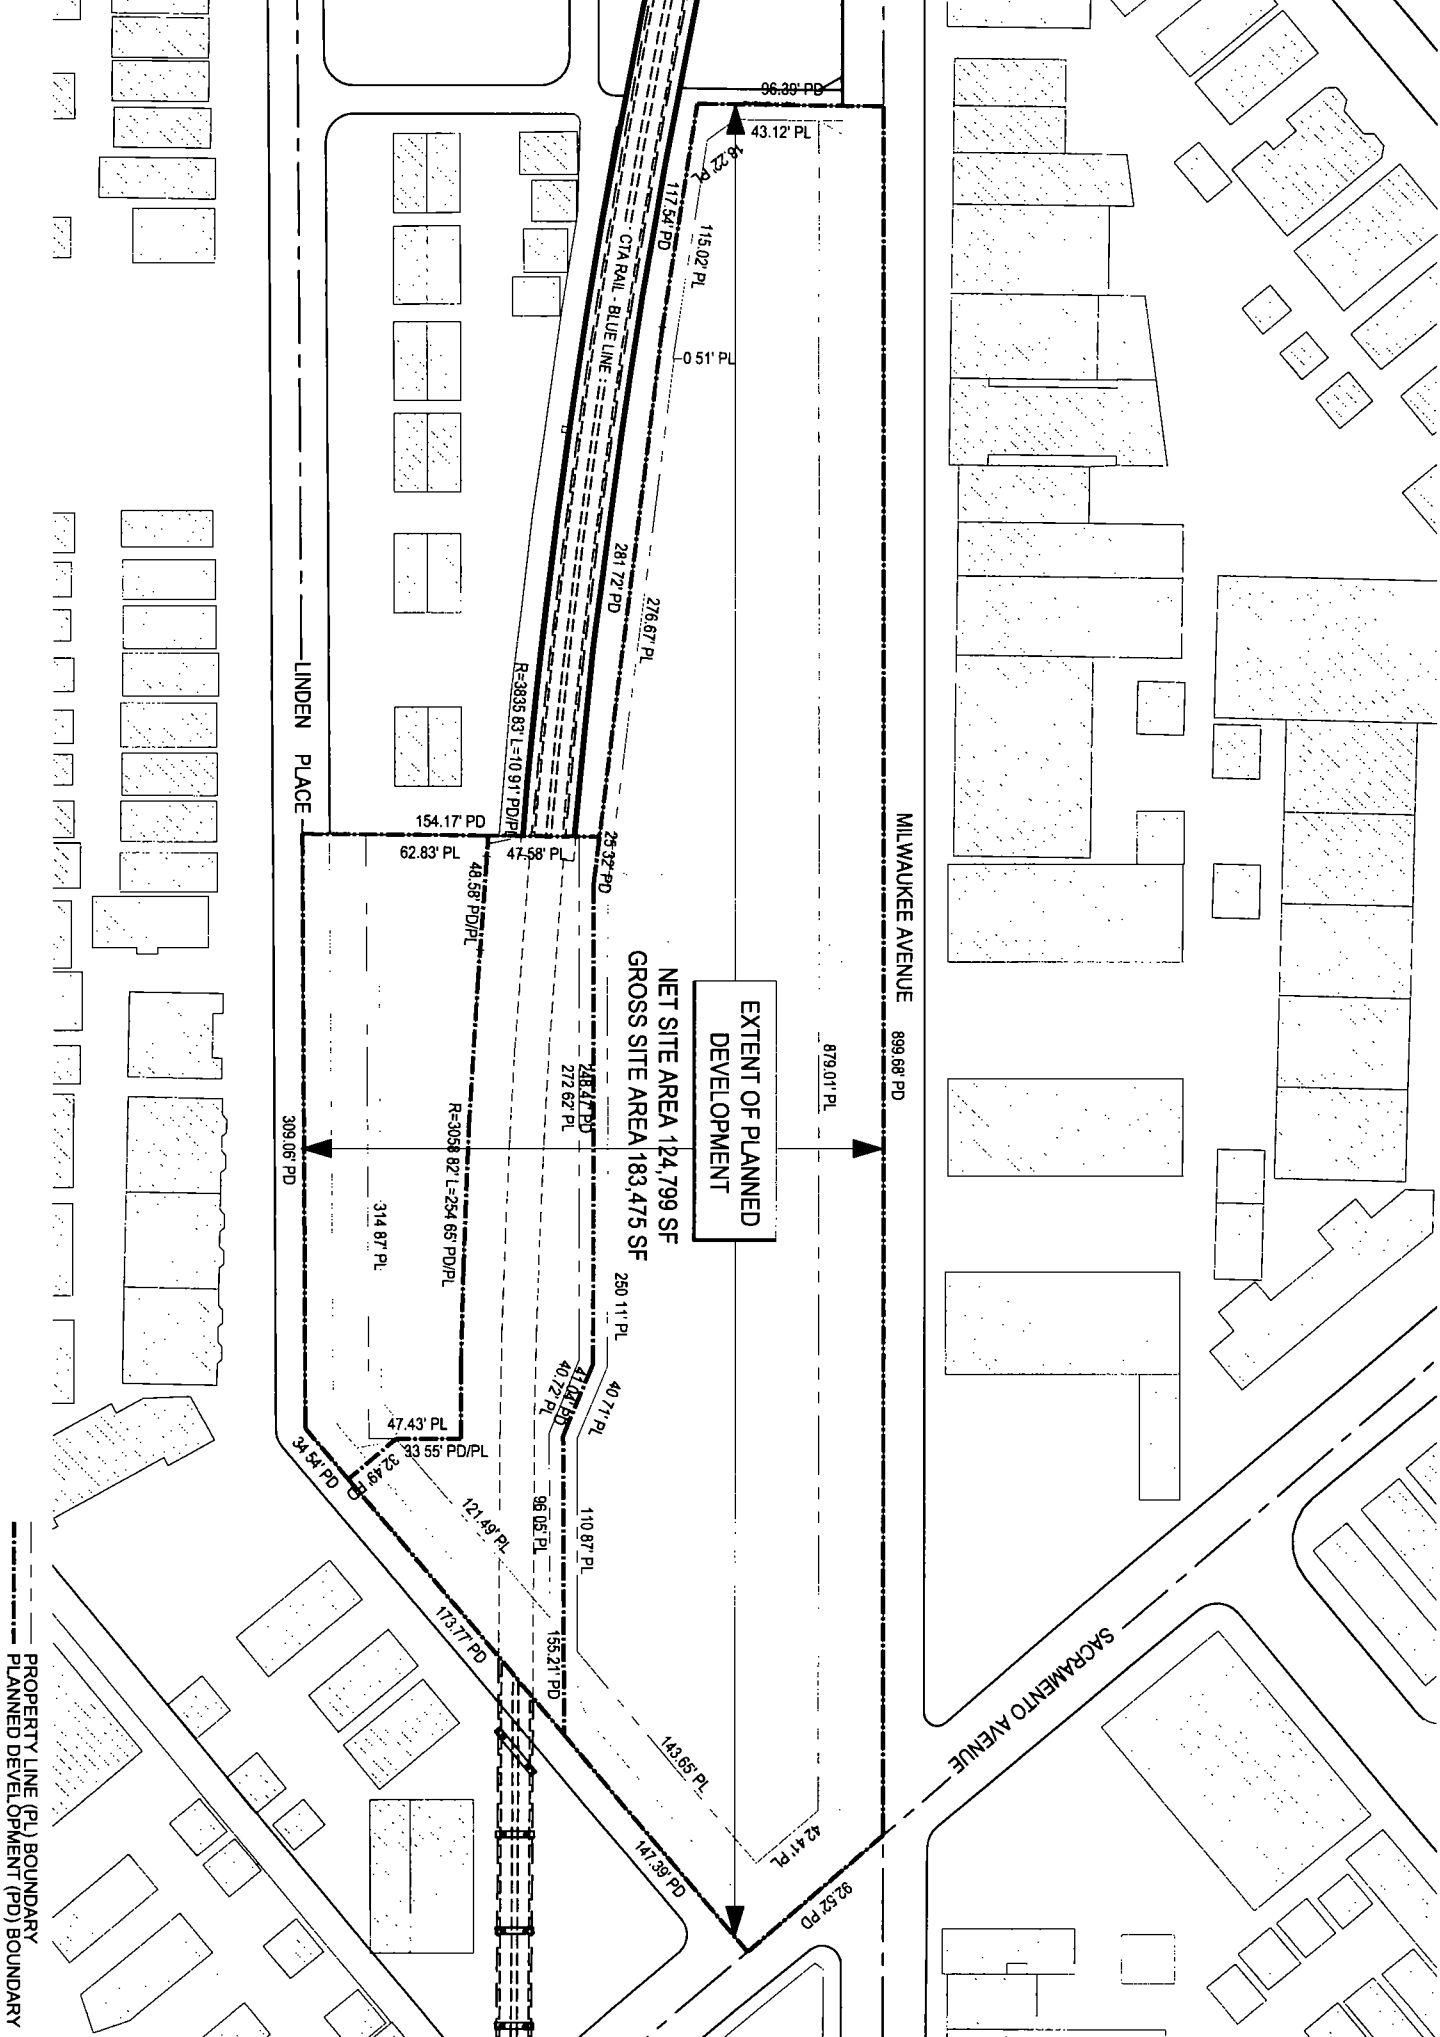 96.39' PD
43.12' PL
18.22' PL
117.54' PD
115.02' PL
CTA RAIL - BLUE LINE
0 51' PL
281 72' PD
276.67' PL
R=3835 83' L=10 91' PD/PL
LINDEN PLACE
154.17' PD
62.83' PL
47.58' PL
25 32' PD
48.58' PD/PL
MILWAUKEE AVENUE
899.68' PD
879.01' PL
EXTENT OF PLANNED
DEVELOPMENT
NET SITE AREA 124,799 SF
GROSS SITE AREA 183,475 SF
248.47' PD
272 62' PL
R=3058 82' L=254 65' PD/PL
309.06' PD
314 87' PL
250 11' PL
40 71' PL
41.04' PD
40.72' PL
47.43' PL
33 55' PD/PL
34 54' PD
32.49'
PD
121.49' PL
96 05' PL
110 87' PL
155.21' PD
173.77' PD
143.65' PL
147.39' PD
42 41' PL
92.52' PD
SACRAMENTO AVENUE
PROPERTY LINE (PL) BOUNDARY
PLANNED DEVELOPMENT (PD) BOUNDARY